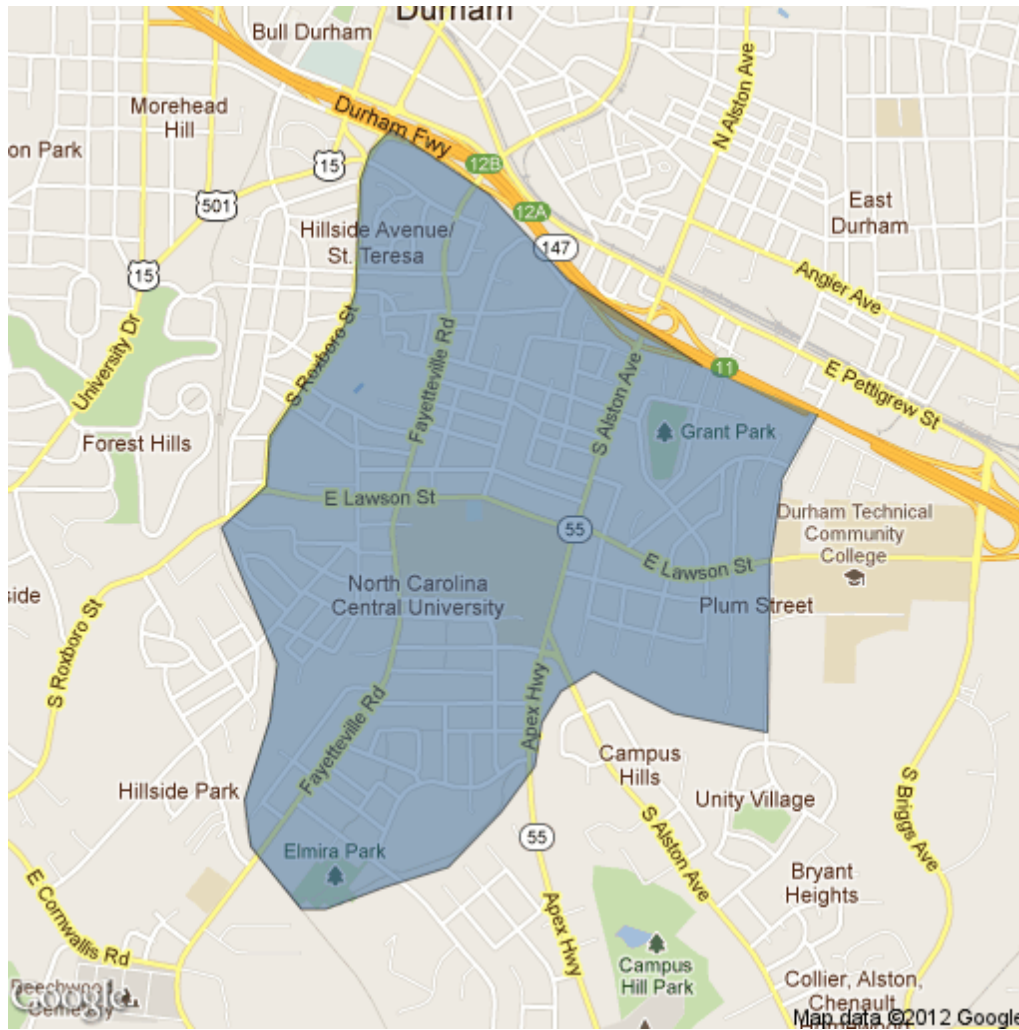 Durham
Bull Durham
Morehead
Hill
on Park
Durham Fwy
N Alston Ave
15
12B
501
12A
East
Durham
Hillside Avenue/
St. Teresa
147
15
Angier Ave
University Dr
S Roxboro St
Fayetteville Rd
11
E Pettigrew St
S Alston Ave
Forest Hills
Grant Park
E Lawson St
55
Durham Technical
Community
College
E Lawson St
North Carolina
Central University
Plum Street
side
S Roxboro St
Apex Hwy
Fayetteville Rd
Campus
Hills
Hillside Park
Unity Village
S Briggs Ave
55
S Alston Ave
Elmira Park
Bryant
Heights
E Cornwallis Rd
Apex Hwy
Campus
Hill Park
Collier, Alston,
Chenault,
Beechwood
Cemetery
Google
Map data ©2012 Google